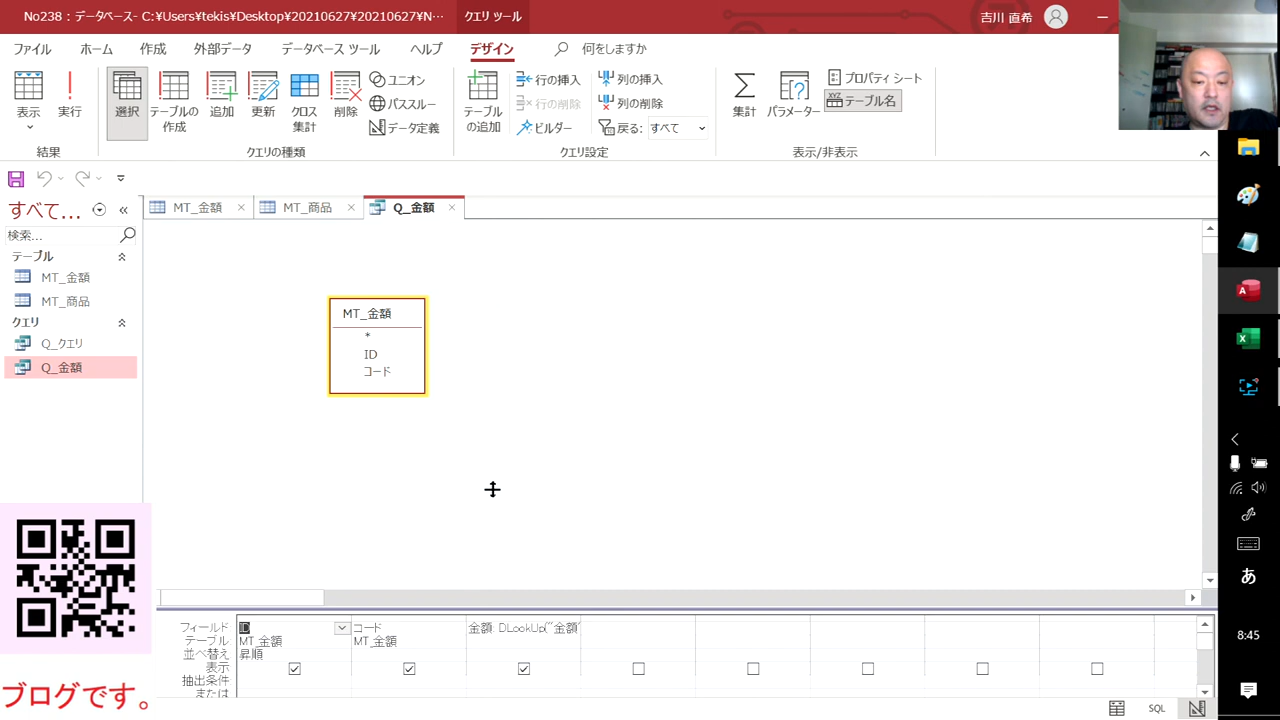 No238：データベース- C:¥Users¥tekis¥Desktop¥20210627¥20210627¥N…
クエリ ツール
吉川 直希
ファイル ホーム 作成 外部データ データベース ツール ヘルプ デザイン 何をしますか
表示
実行
結果
選択
テーブルの
作成
追加
更新
クロス
集計
削除
ユニオン
パススルー
データ定義
クエリの種類
テーブル
の追加
行の挿入
行の削除
ビルダー
列の挿入
列の削除
戻る: すべて
クエリ設定
集計
パラメーター
プロパティ シート
テーブル名
表示/非表示
すべて...
検索...
テーブル
MT_金額
MT_商品
クエリ
Q_クエリ
Q_金額
MT_金額 MT_商品 Q_金額
MT_金額
*
ID
コード
フィールド: ID コード 金額: DLookUp("金額"
テーブル: MT_金額 MT_金額
並べ替え: 昇順
表示:
抽出条件:
または:
SQL
あ
8:45
ブログです。